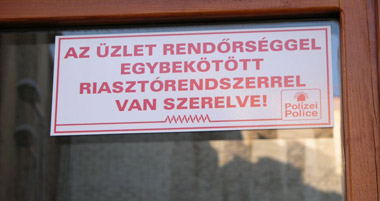 AZ ÜZLET RENDŐRSÉGGEL
EGYBEKÖTÖTT
RIASZTÓRENDSZERREL
VAN SZERELVE!
Polizei
Police